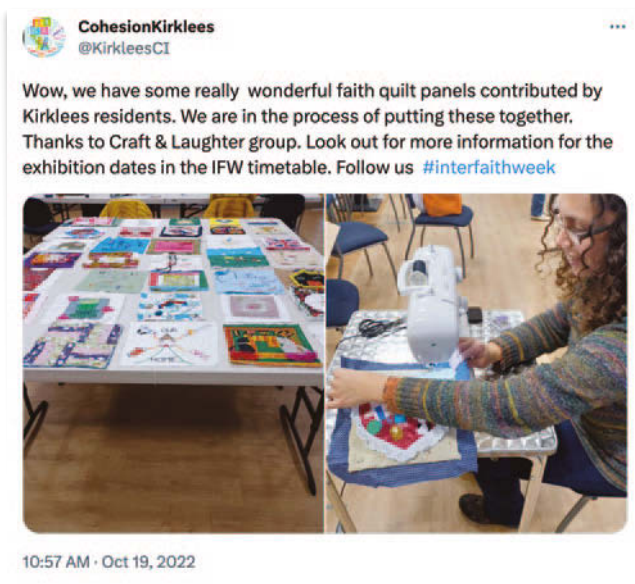 CohesionKirklees
@KirkleesCI
Wow, we have some really wonderful faith quilt panels contributed by
Kirklees residents. We are in the process of putting these together.
Thanks to Craft & Laughter group. Look out for more information for the
exhibition dates in the IFW timetable. Follow us #interfaithweek
OUR
HOME
10:57 AM · Oct 19, 2022